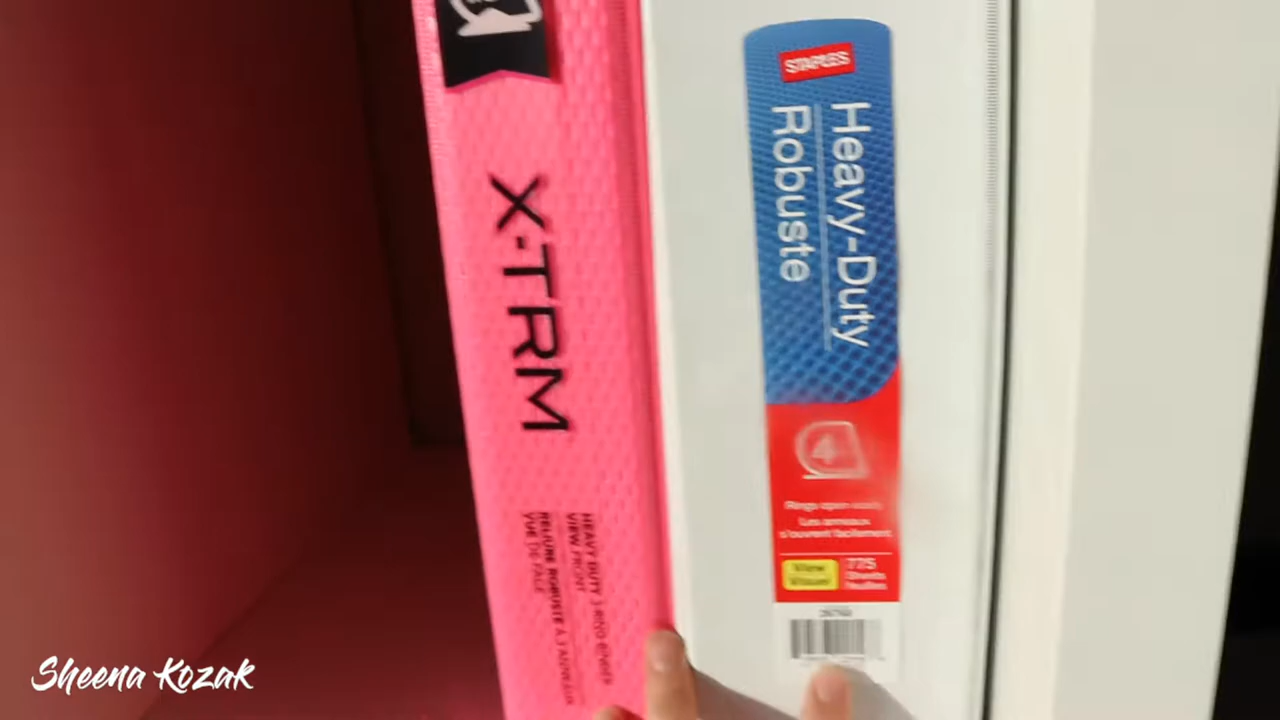 X-TRM
HEAVY DUTY 3-RING BINDER
VIEW FRONT
RELIURE ROBUSTE À 3 ANNEAUX
VUE DE FACE
STAPLES
Heavy-Duty
Robuste
4"
Rings open easily
Les anneaux
s'ouvrent facilement
View
775
Sheets
feuilles
Sheena Kozak